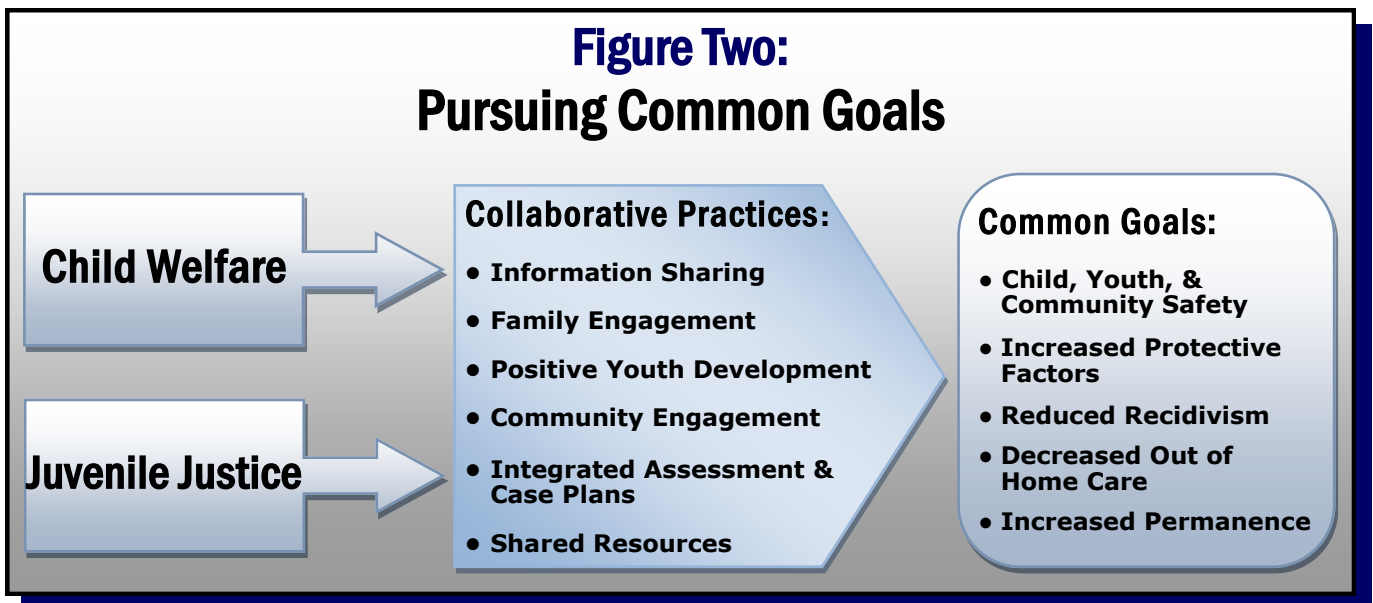 Figure Two:
Pursuing Common Goals
Child Welfare
Juvenile Justice
Collaborative Practices:
● Information Sharing
● Family Engagement
● Positive Youth Development
● Community Engagement
● Integrated Assessment &
Case Plans
● Shared Resources
Common Goals:
● Child, Youth, &
Community Safety
● Increased Protective
Factors
● Reduced Recidivism
● Decreased Out of
Home Care
● Increased Permanence